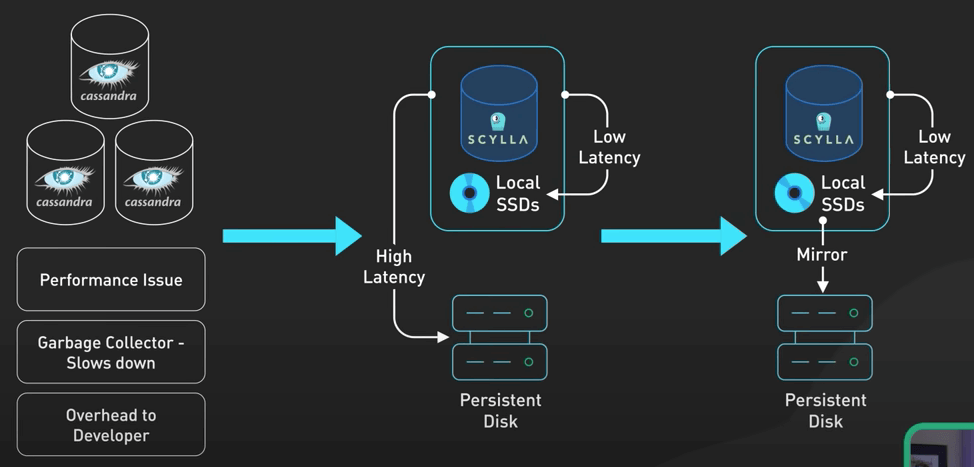 cassandra
cassandra
cassandra
Performance Issue
Garbage Collector -
Slows down
Overhead to
Developer
High
Latency
SCYLLA
Local
SSDs
Low
Latency
Persistent
Disk
SCYLLA
Local
SSDs
Low
Latency
Mirror
Persistent
Disk